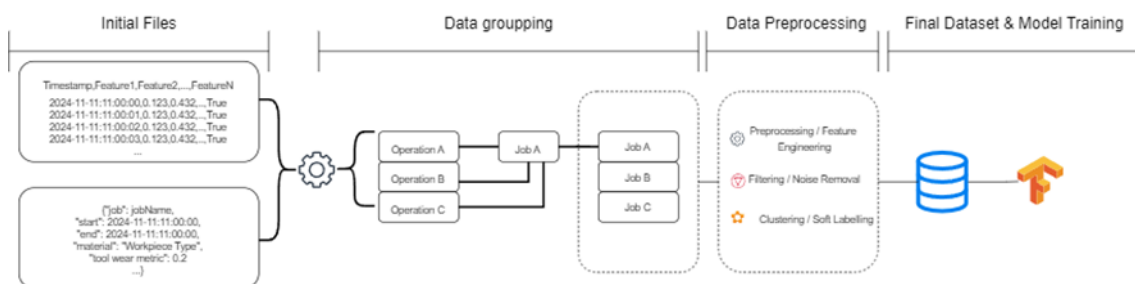 Initial Files
Data groupping
Data Preprocessing
Final Dataset & Model Training
Timestamp,Feature1,Feature2,...,FeatureN
2024-11-11:11:00:00,0.123,0.432,..,True
2024-11-11:11:00:01,0.123,0.432,..,True
2024-11-11:11:00:02,0.123,0.432,..,True
2024-11-11:11:00:03,0.123,0.432,..,True
...
{"job": jobName,
"start": 2024-11-11:11:00:00,
"end": 2024-11-11:11:00:00,
"material": "Workpiece Type",
"tool wear metric": 0.2
...}
Operation A
Operation B
Operation C
Job A
Job A
Job B
Job C
Preprocessing / Feature
Engineering
Filtering / Noise Removal
Clustering / Soft Labelling